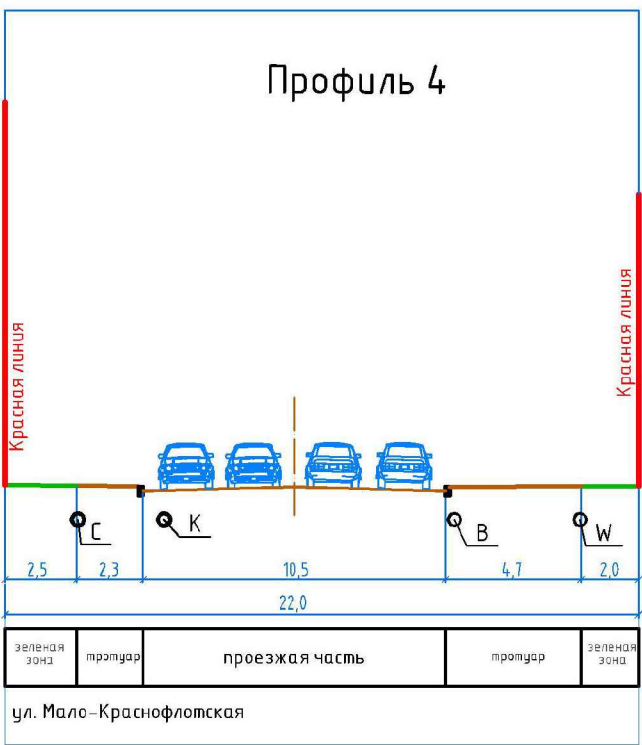 Профиль 4
Красная линия
Красная линия
С
К
В
W
2,5
2,3
10,5
4,7
2,0
22,0
зеленая
зона
тротуар
проезжая часть
тротуар
зеленая
зона
ул. Мало-Краснофлотская